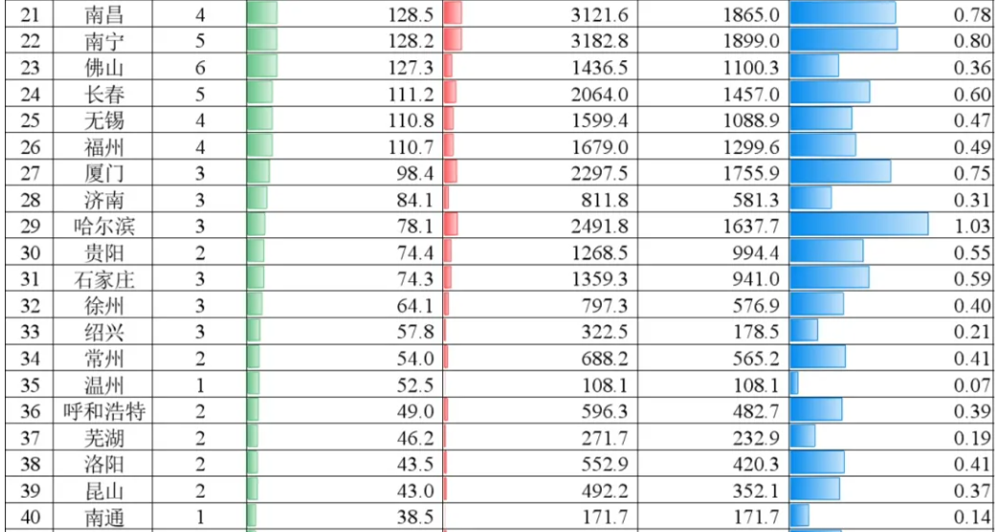 21 南昌 4 128.5 3121.6 1865.0 0.78
22 南宁 5 128.2 3182.8 1899.0 0.80
23 佛山 6 127.3 1436.5 1100.3 0.36
24 长春 5 111.2 2064.0 1457.0 0.60
25 无锡 4 110.8 1599.4 1088.9 0.47
26 福州 4 110.7 1679.0 1299.6 0.49
27 厦门 3 98.4 2297.5 1755.9 0.75
28 济南 3 84.1 811.8 581.3 0.31
29 哈尔滨 3 78.1 2491.8 1637.7 1.03
30 贵阳 2 74.4 1268.5 994.4 0.55
31 石家庄 3 74.3 1359.3 941.0 0.59
32 徐州 3 64.1 797.3 576.9 0.40
33 绍兴 3 57.8 322.5 178.5 0.21
34 常州 2 54.0 688.2 565.2 0.41
35 温州 1 52.5 108.1 108.1 0.07
36 呼和浩特 2 49.0 596.3 482.7 0.39
37 芜湖 2 46.2 271.7 232.9 0.19
38 洛阳 2 43.5 552.9 420.3 0.41
39 昆山 2 43.0 492.2 352.1 0.37
40 南通 1 38.5 171.7 171.7 0.14